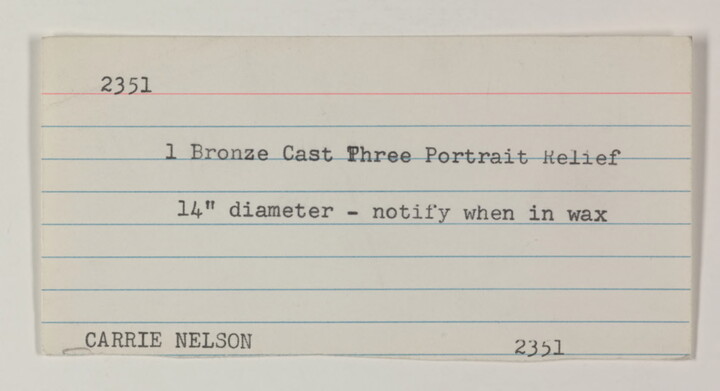 2351
1 Bronze Cast Three Portrait Relief
14" diameter - notify when in wax
CARRIE NELSON 2351